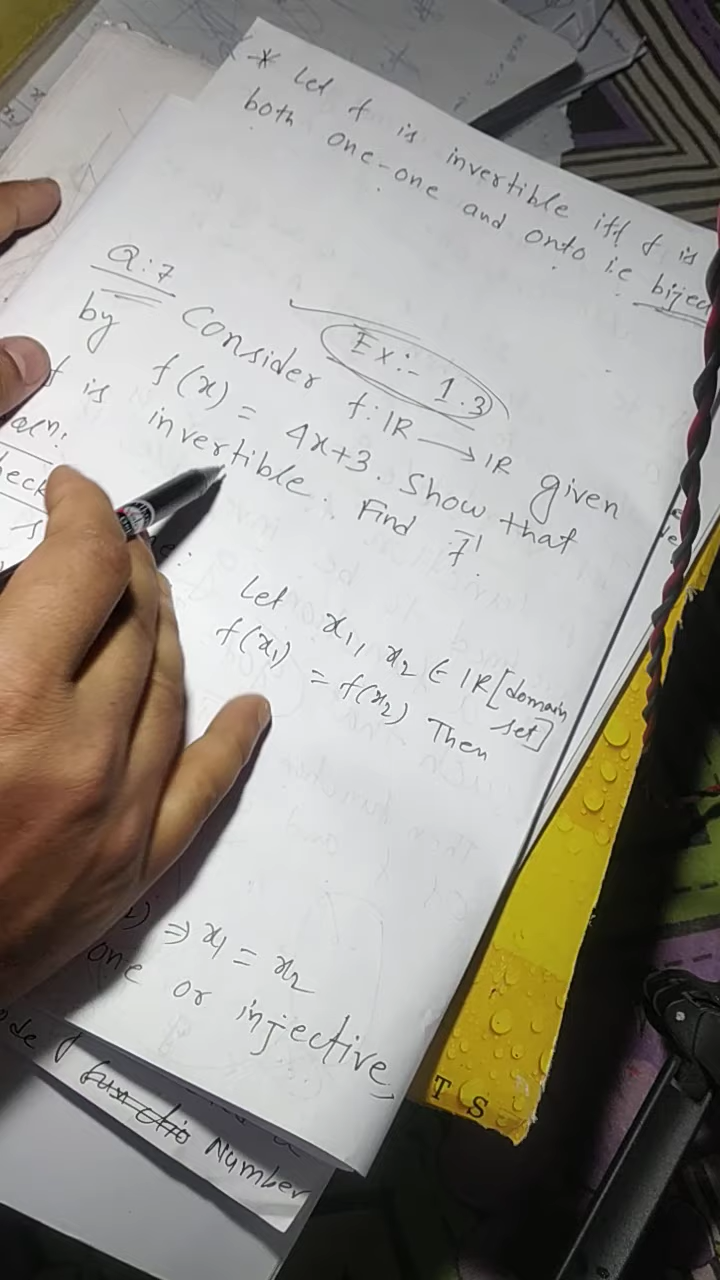 * Let f is invertible iff f is
both one-one and onto i.e
Ex:- 1.3
Q:7 Consider f: IR → IR given
by f(x) = 4x+3. Show that
f is invertible. Find f⁻¹.
Let x1, x2 ∈ IR [domain
set]
f(x1) = f(x2) Then
⇒ x1 = x2
one or injective,
functio Number
T S